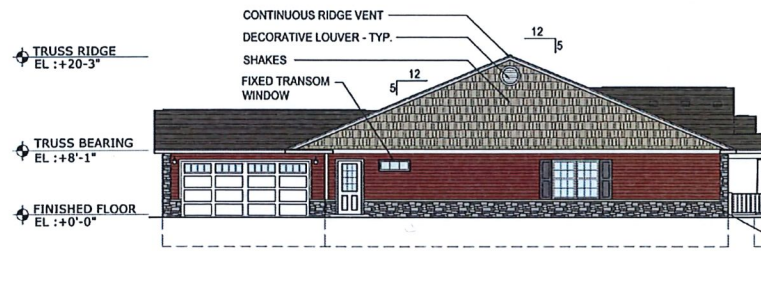 CONTINUOUS RIDGE VENT
12
DECORATIVE LOUVER - TYP.
5
TRUSS RIDGE
EL :+20-3"
SHAKES
12
FIXED TRANSOM
WINDOW
5
TRUSS BEARING
EL :+8'-1"
FINISHED FLOOR
EL :+0'-0"